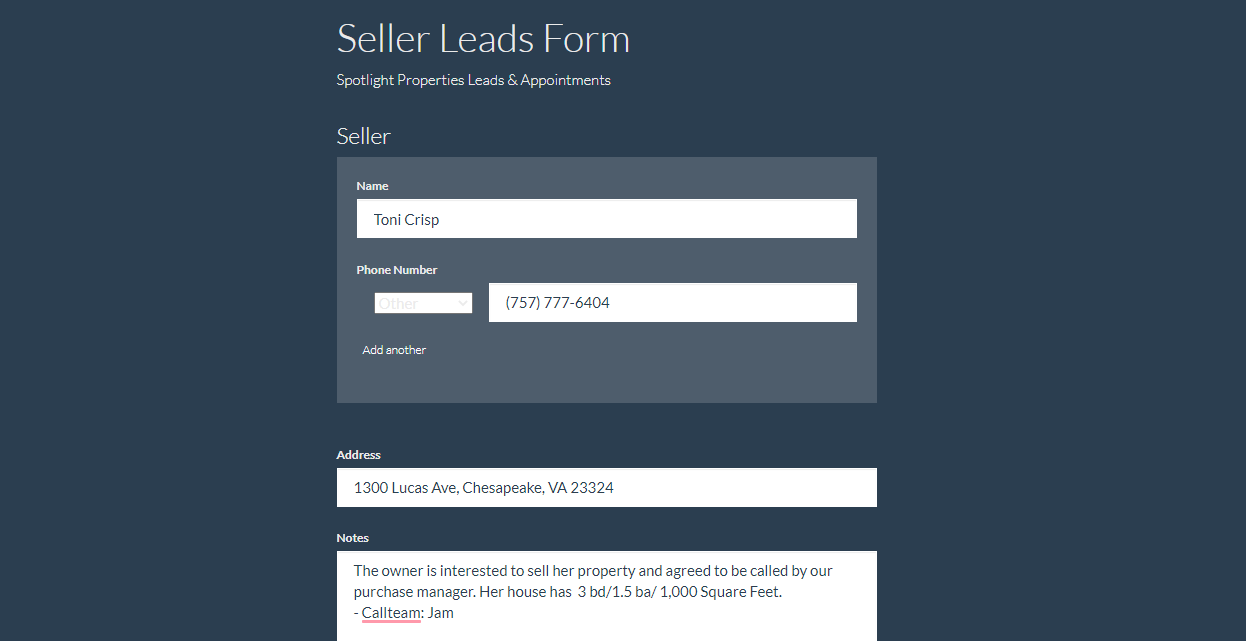 Seller Leads Form
Spotlight Properties Leads & Appointments
Seller
Name
Toni Crisp
Phone Number
Other
(757) 777-6404
Add another
Address
1300 Lucas Ave, Chesapeake, VA 23324
Notes
The owner is interested to sell her property and agreed to be called by our
purchase manager. Her house has  3 bd/1.5 ba/ 1,000 Square Feet.
- Callteam: Jam